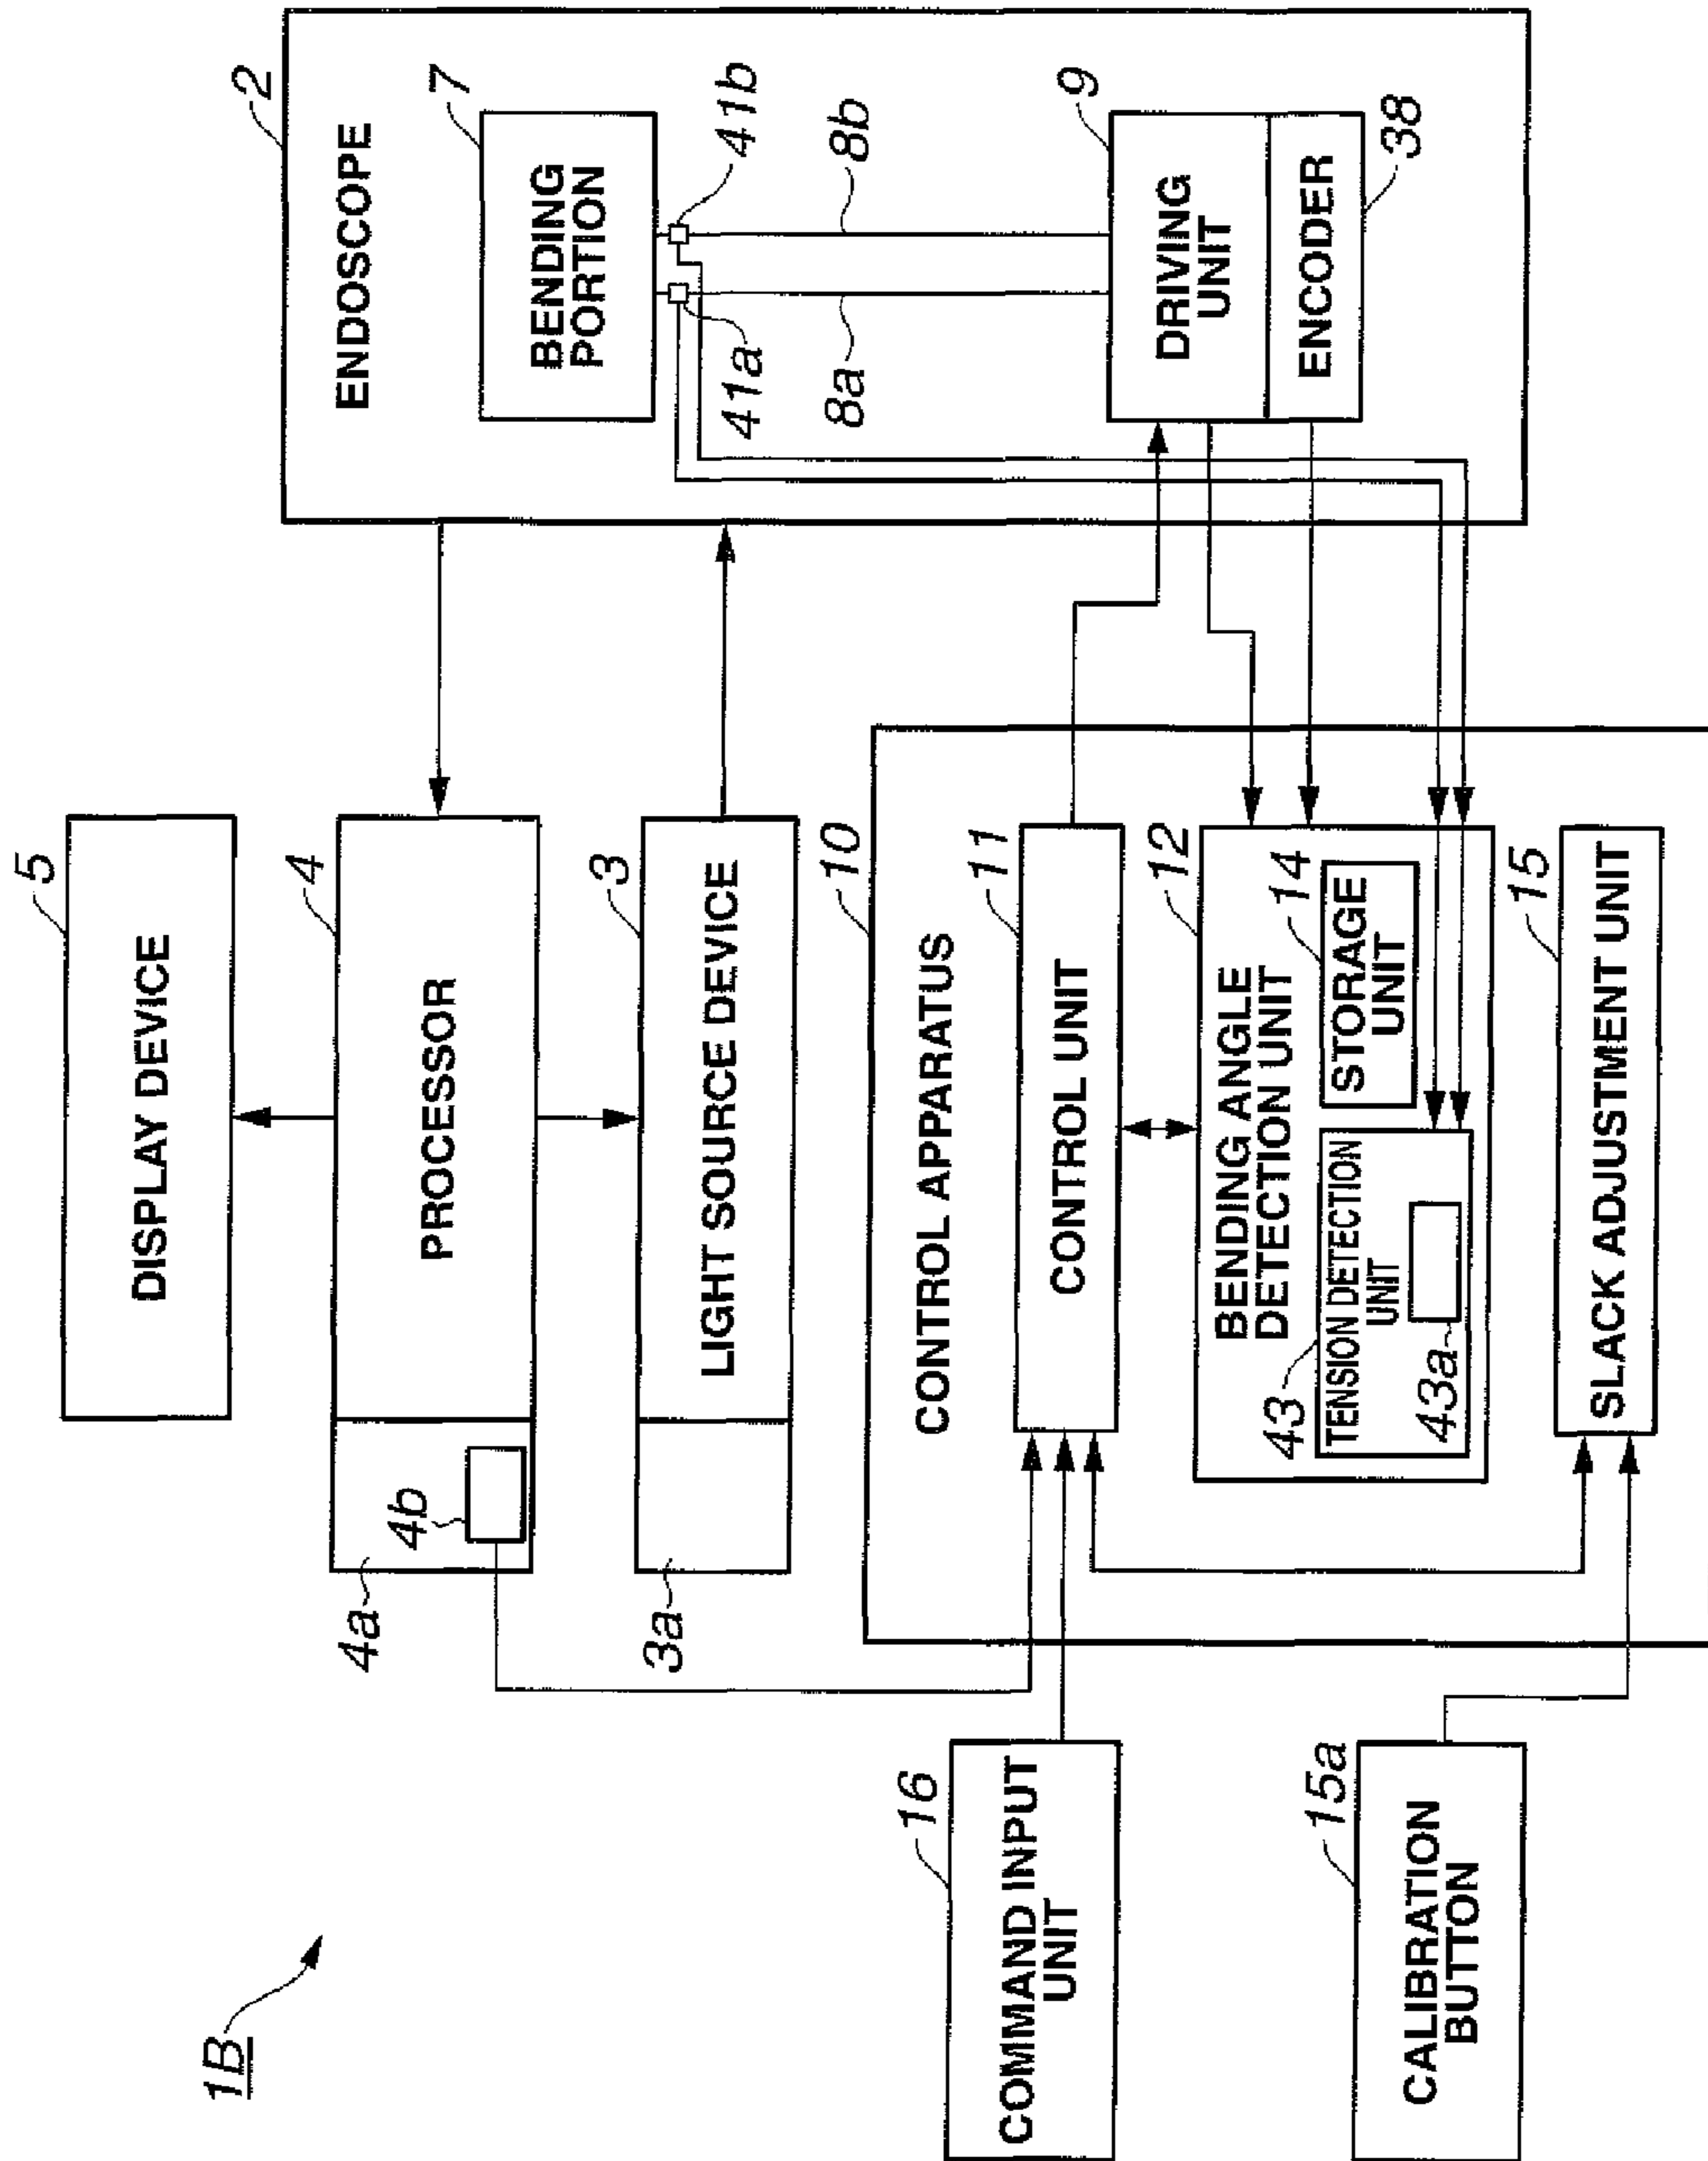 1B
5
DISPLAY DEVICE
4
PROCESSOR
4a
4b
3
LIGHT SOURCE DEVICE
3a
2
ENDOSCOPE
7
BENDING
PORTION
41a
41b
8a
8b
9
DRIVING
UNIT
ENCODER
38
10
CONTROL APPARATUS
11
CONTROL UNIT
12
BENDING ANGLE
DETECTION UNIT
14
STORAGE
UNIT
43
TENSION DETECTION
UNIT
43a
15
SLACK ADJUSTMENT UNIT
16
COMMAND INPUT
UNIT
15a
CALIBRATION
BUTTON